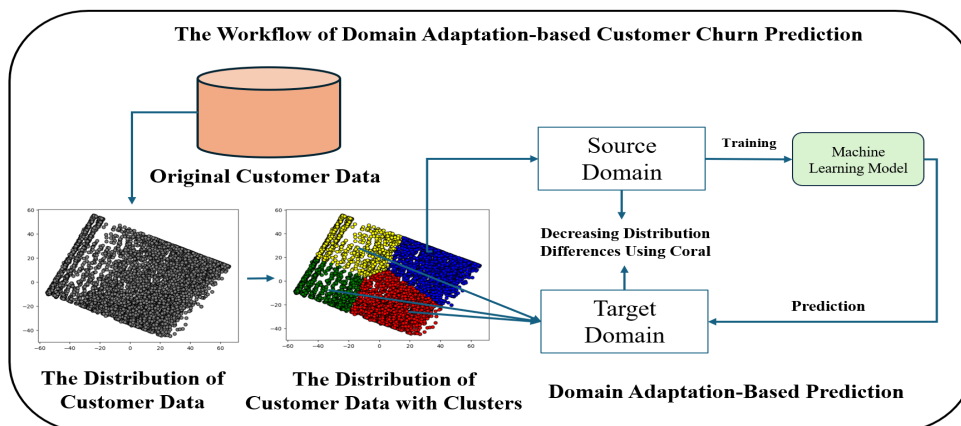 The Workflow of Domain Adaptation-based Customer Churn Prediction
Original Customer Data
Source
Domain
Training
Machine
Learning Model
Decreasing Distribution
Differences Using Coral
Target
Domain
Prediction
60
40
20
0
−20
−40
−60
−40
−20
0
20
40
60
60
40
20
0
−20
−40
−60
−40
−20
0
20
40
60
The Distribution of
Customer Data
The Distribution of
Customer Data with Clusters
Domain Adaptation-Based Prediction